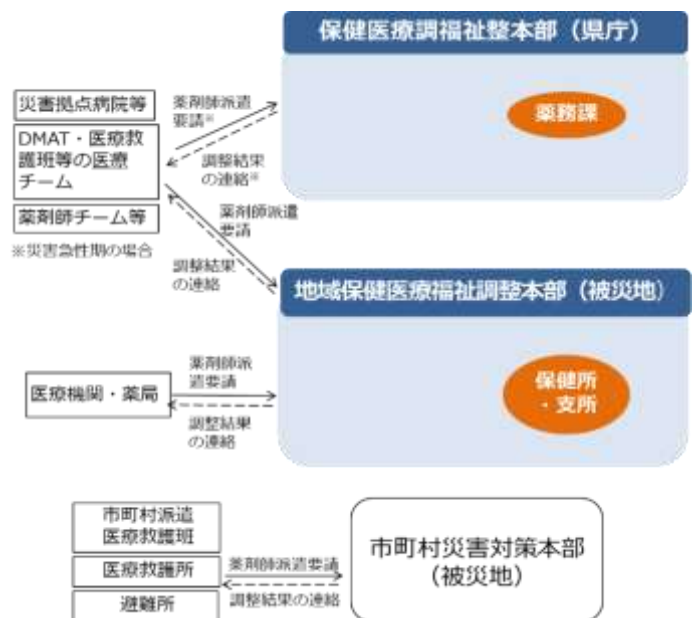 保健医療調福祉整本部（県庁）
薬務課
災害拠点病院等
DMAT・医療救
護班等の医療
チーム
薬剤師チーム等
※災害急性期の場合
薬剤師派遣
要請※
調整結果
の連絡※
薬剤師派遣
要請
調整結果
の連絡
地域保健医療福祉調整本部（被災地）
保健所
・支所
医療機関・薬局
薬剤師派
遣要請
調整結果
の連絡
市町村派遣
医療救護班
医療救護所
避難所
薬剤師派遣要請
調整結果の連絡
市町村災害対策本部
（被災地）